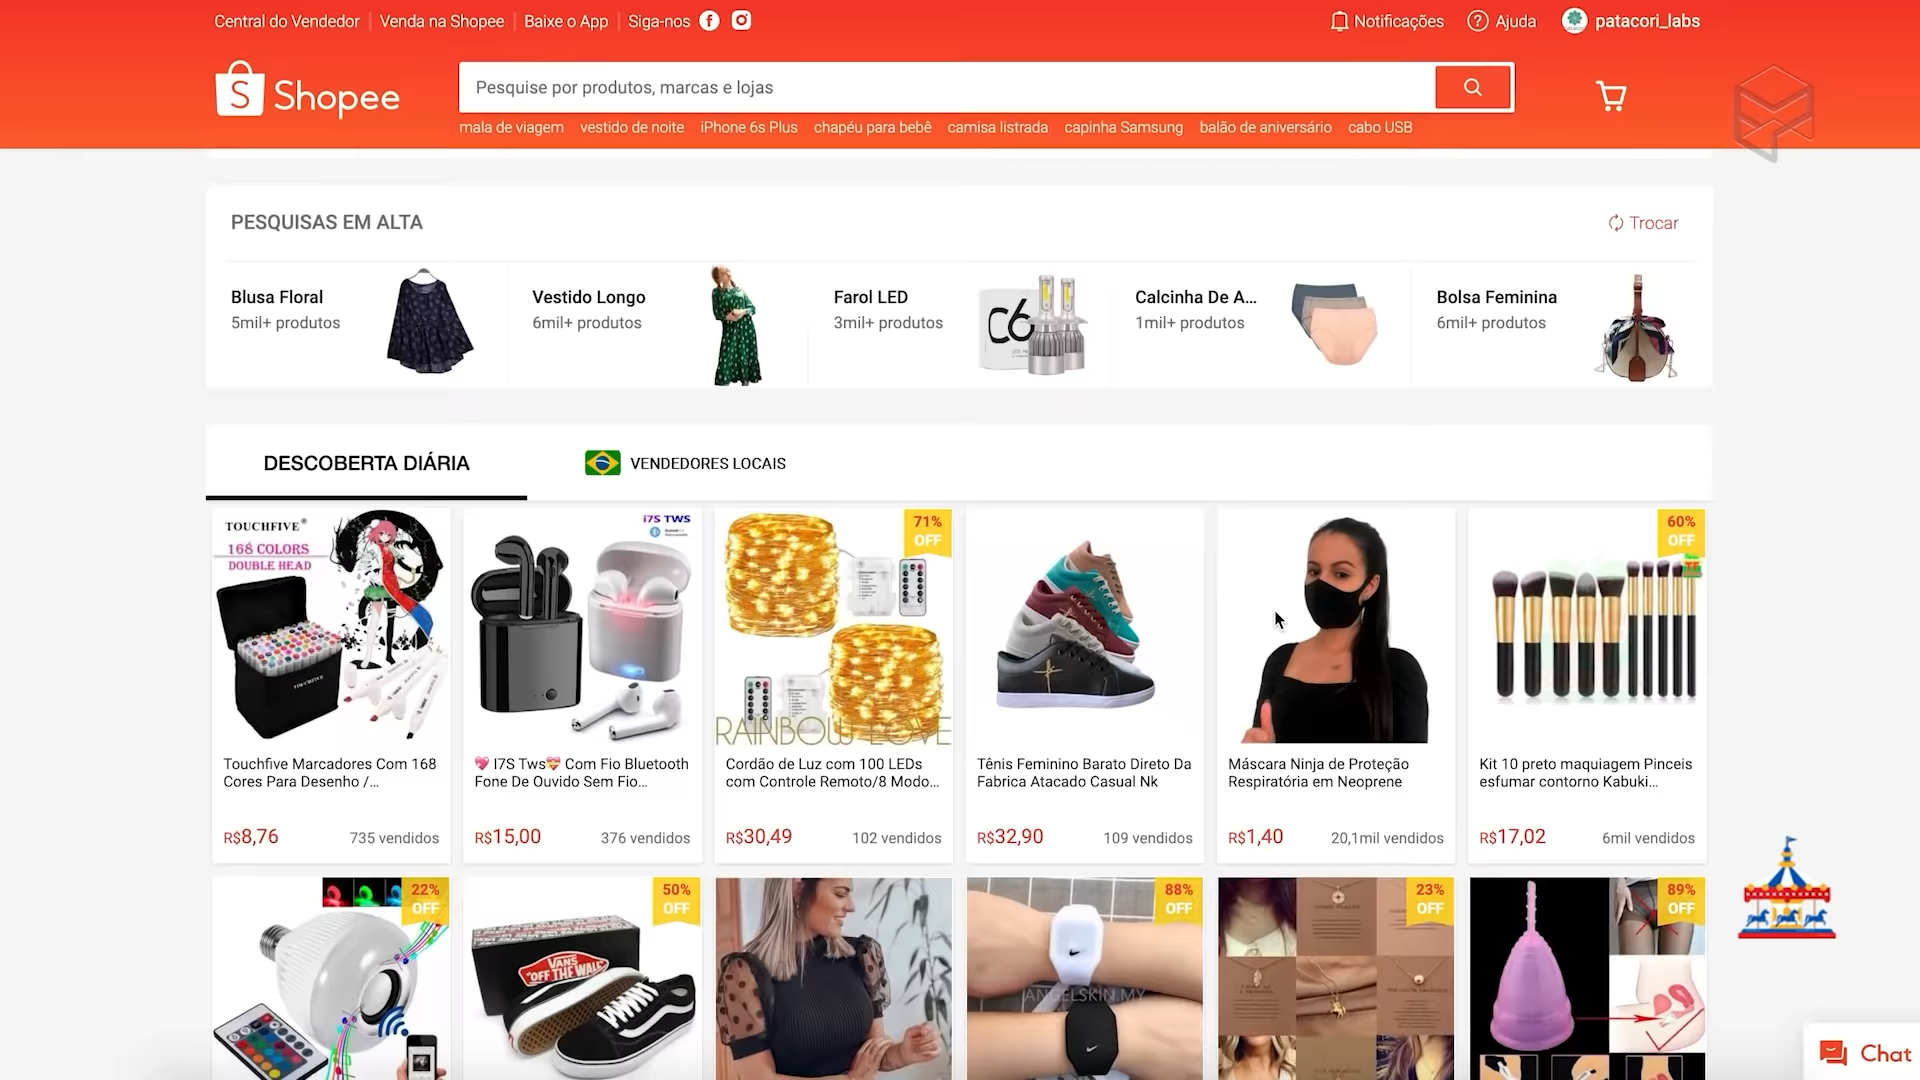 Central do Vendedor
Venda na Shopee
Baixe o App
Siga-nos
Notificações
Ajuda
patacori_labs
Shopee
Pesquise por produtos, marcas e lojas
mala de viagem vestido de noite iPhone 6s Plus chapéu para bebê camisa listrada capinha Samsung balão de aniversário cabo USB
PESQUISAS EM ALTA
Trocar
Blusa Floral
5mil+ produtos
Vestido Longo
6mil+ produtos
Farol LED
3mil+ produtos
C6
Calcinha De A...
1mil+ produtos
Bolsa Feminina
6mil+ produtos
DESCOBERTA DIÁRIA
VENDEDORES LOCAIS
TOUCHFIVE®
168 COLORS
DOUBLE HEAD
TOUCHFIVE
Touchfive Marcadores Com 168
Cores Para Desenho /...
R$8,76
735 vendidos
i7S TWS
💖 I7S Tws💝 Com Fio Bluetooth
Fone De Ouvido Sem Fio...
R$15,00
376 vendidos
71%
OFF
RAINBOW LOVE
Cordão de Luz com 100 LEDs
com Controle Remoto/8 Modo...
R$30,49
102 vendidos
Tênis Feminino Barato Direto Da
Fabrica Atacado Casual Nk
R$32,90
109 vendidos
Máscara Ninja de Proteção
Respiratória em Neoprene
R$1,40
20,1mil vendidos
60%
OFF
Kit 10 preto maquiagem Pinceis
esfumar contorno Kabuki...
R$17,02
6mil vendidos
22%
OFF
50%
OFF
VANS
"OFF THE WALL"
88%
OFF
ANGELSKIN.MY
23%
OFF
89%
OFF
Chat